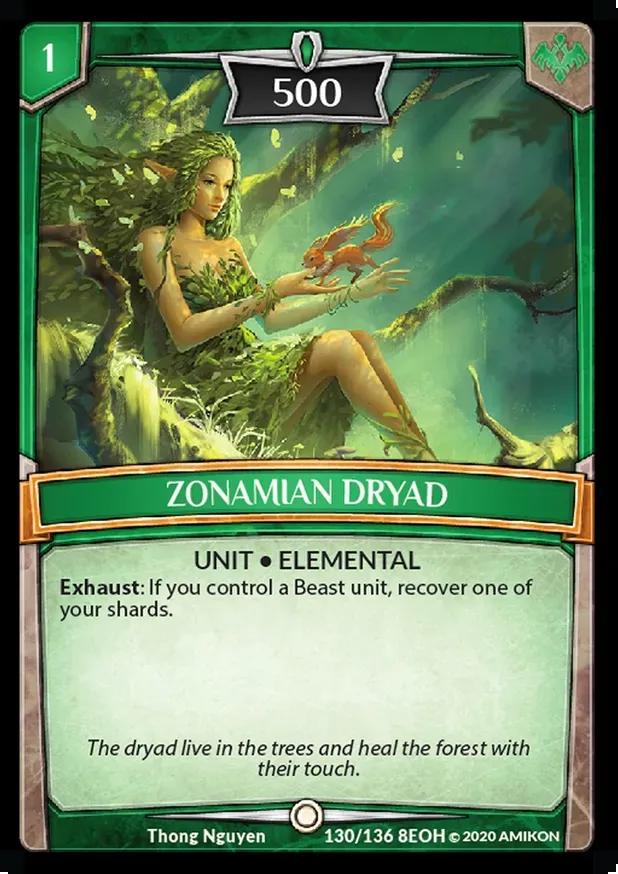 1
500
ZONAMIAN DRYAD
UNIT • ELEMENTAL
Exhaust: If you control a Beast unit, recover one of
your shards.
The dryad live in the trees and heal the forest with
their touch.
Thong Nguyen 130/136 8EOH © 2020 AMIKON